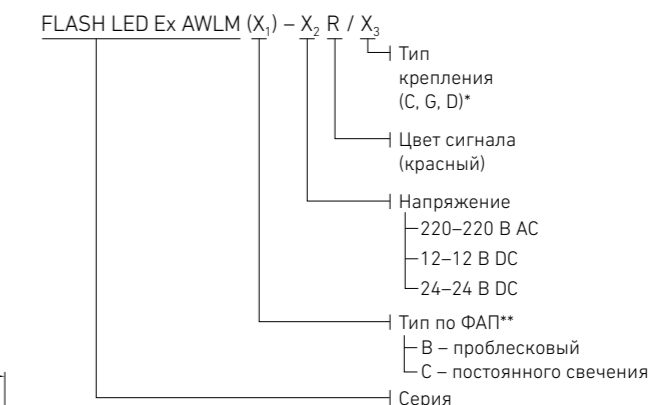 FLASH LED Ex AWLM (X₁) – X₂ R / X₃
Тип
крепления
(C, G, D)*
Цвет сигнала
(красный)
Напряжение
220–220 В AC
12–12 В DC
24–24 В DC
Тип по ФАП**
B – проблесковый
C – постоянного свечения
Серия